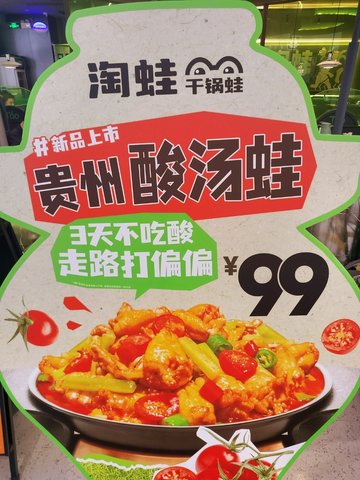 淘蛙 干锅蛙
#新品上市
贵州酸汤蛙
3天不吃酸
走路打偏偏
¥99